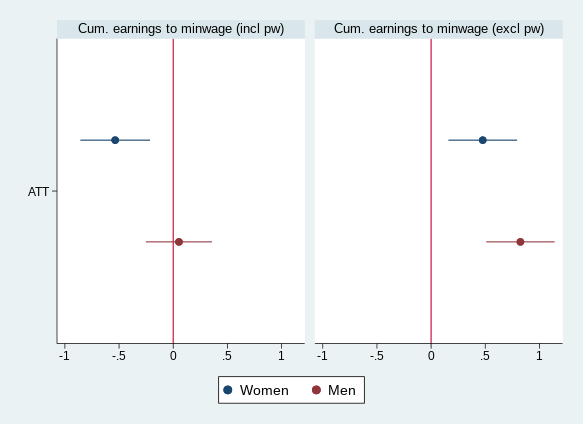 Cum. earnings to minwage (incl pw) Cum. earnings to minwage (excl pw)
ATT
-1 -.5 0 .5 1 -1 -.5 0 .5 1
Women Men